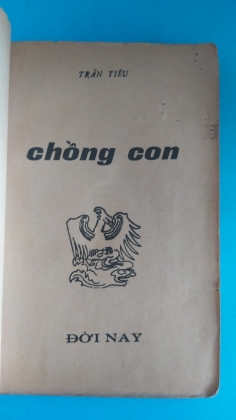 TRẦN TIÊU
chồng con
ĐỜI NAY